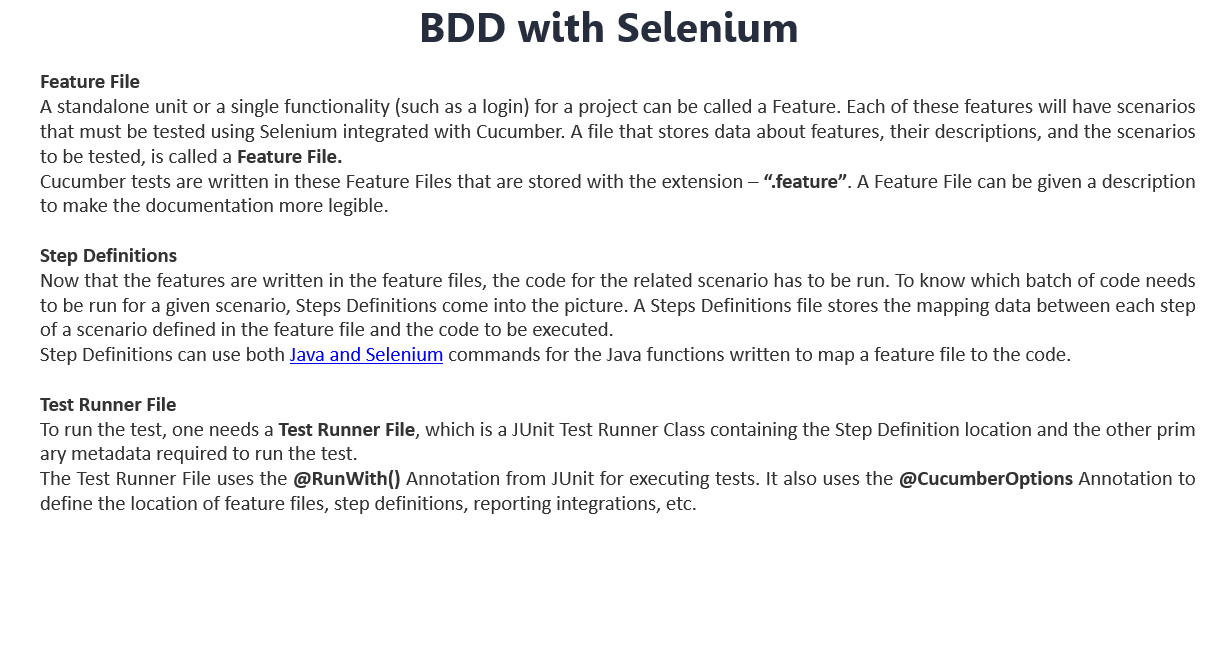 BDD with Selenium
Feature File
A standalone unit or a single functionality (such as a login) for a project can be called a Feature. Each of these features will have scenarios
that must be tested using Selenium integrated with Cucumber. A file that stores data about features, their descriptions, and the scenarios
to be tested, is called a Feature File.
Cucumber tests are written in these Feature Files that are stored with the extension – “.feature”. A Feature File can be given a description
to make the documentation more legible.
Step Definitions
Now that the features are written in the feature files, the code for the related scenario has to be run. To know which batch of code needs
to be run for a given scenario, Steps Definitions come into the picture. A Steps Definitions file stores the mapping data between each step
of a scenario defined in the feature file and the code to be executed.
Step Definitions can use both Java and Selenium commands for the Java functions written to map a feature file to the code.
Test Runner File
To run the test, one needs a Test Runner File, which is a JUnit Test Runner Class containing the Step Definition location and the other prim
ary metadata required to run the test.
The Test Runner File uses the @RunWith() Annotation from JUnit for executing tests. It also uses the @CucumberOptions Annotation to
define the location of feature files, step definitions, reporting integrations, etc.